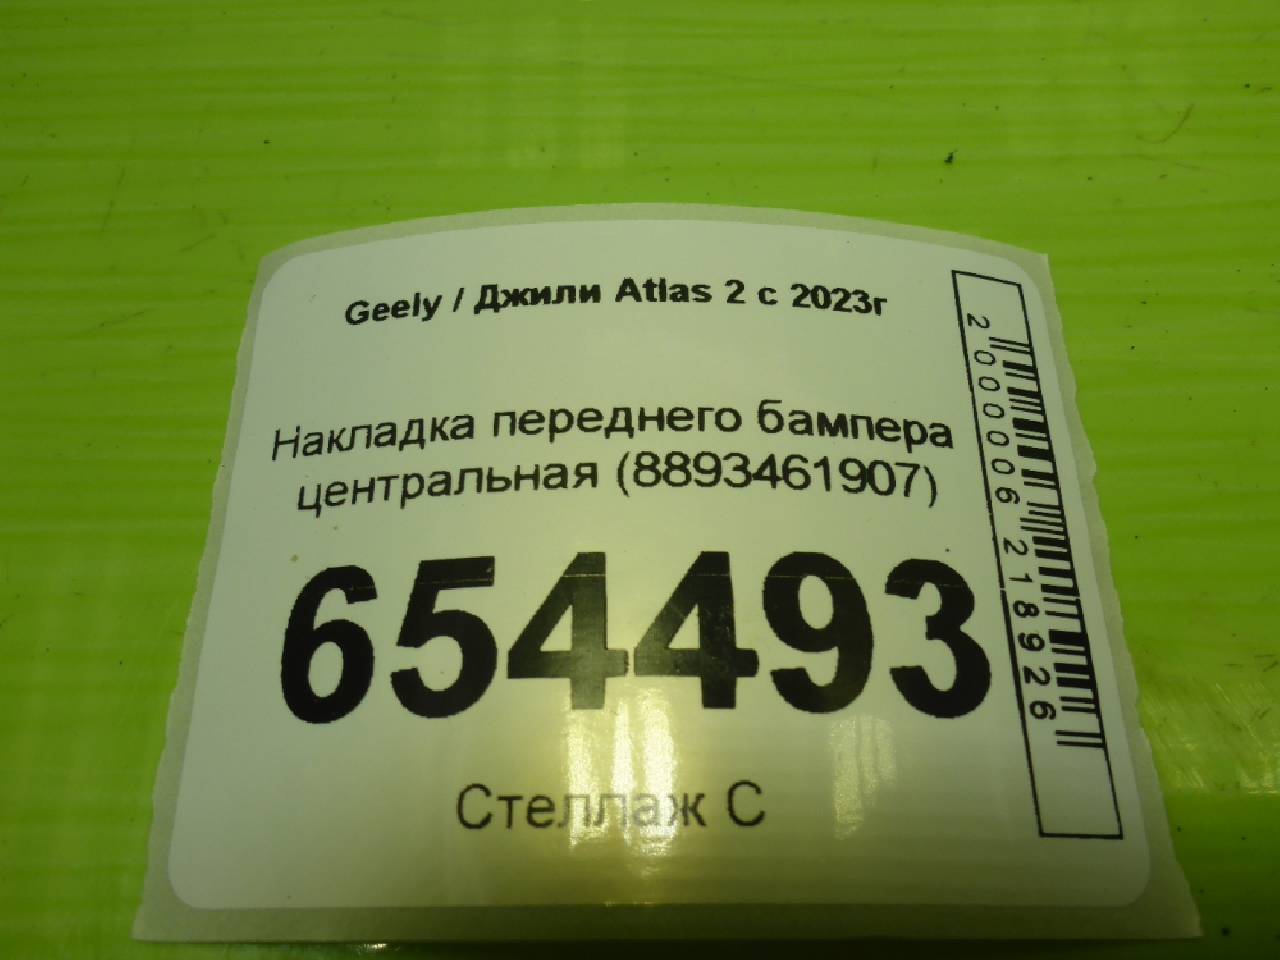 Geely / Джили Atlas 2 с 2023г
Накладка переднего бампера
центральная (8893461907)
654493
Стеллаж С
2000006218926